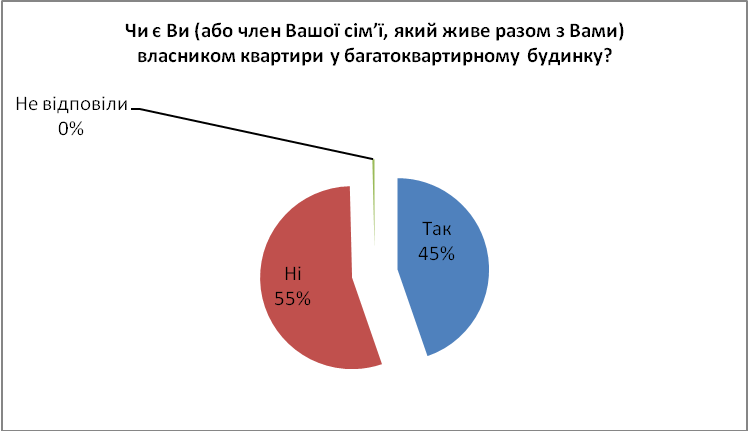 Чи є Ви (або член Вашої сім’ї, який живе разом з Вами)
власником квартири у багатоквартирному будинку?
Не відповіли
0%
Так
45%
Ні
55%